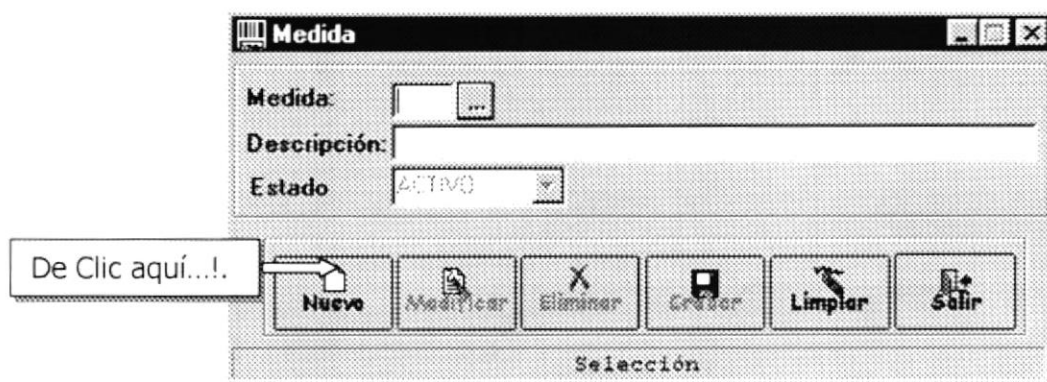 Medida
Medida: ...
Descripción:
Estado ACTIVO
De Clic aquí...!.
Nuevo Modificar Eliminar Grabar Limpiar Salir
Selección